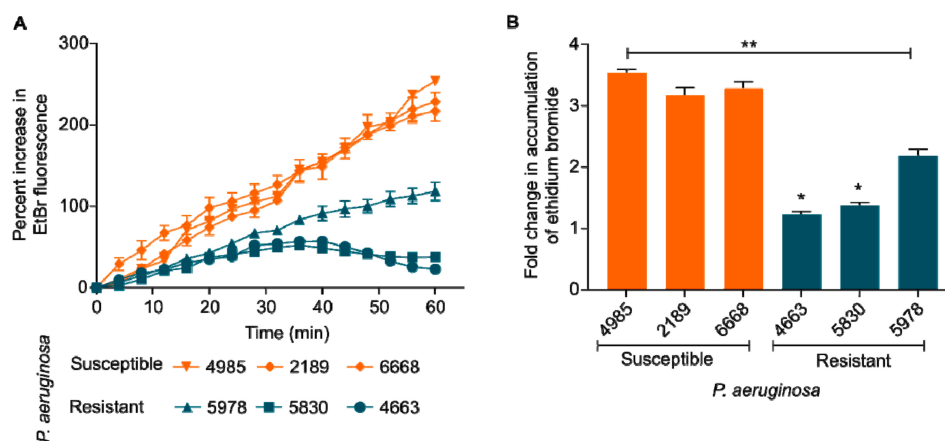 A
Percent increase in
EtBr fluorescence
300
200
100
0
0 10 20 30 40 50 60
Time (min)
P. aeruginosa
Susceptible 4985 2189 6668
Resistant 5978 5830 4663
B
Fold change in accumulation
of ethidium bromide
4
3
2
1
0
**
* *
4985 2189 6668 4663 5830 5978
Susceptible Resistant
P. aeruginosa